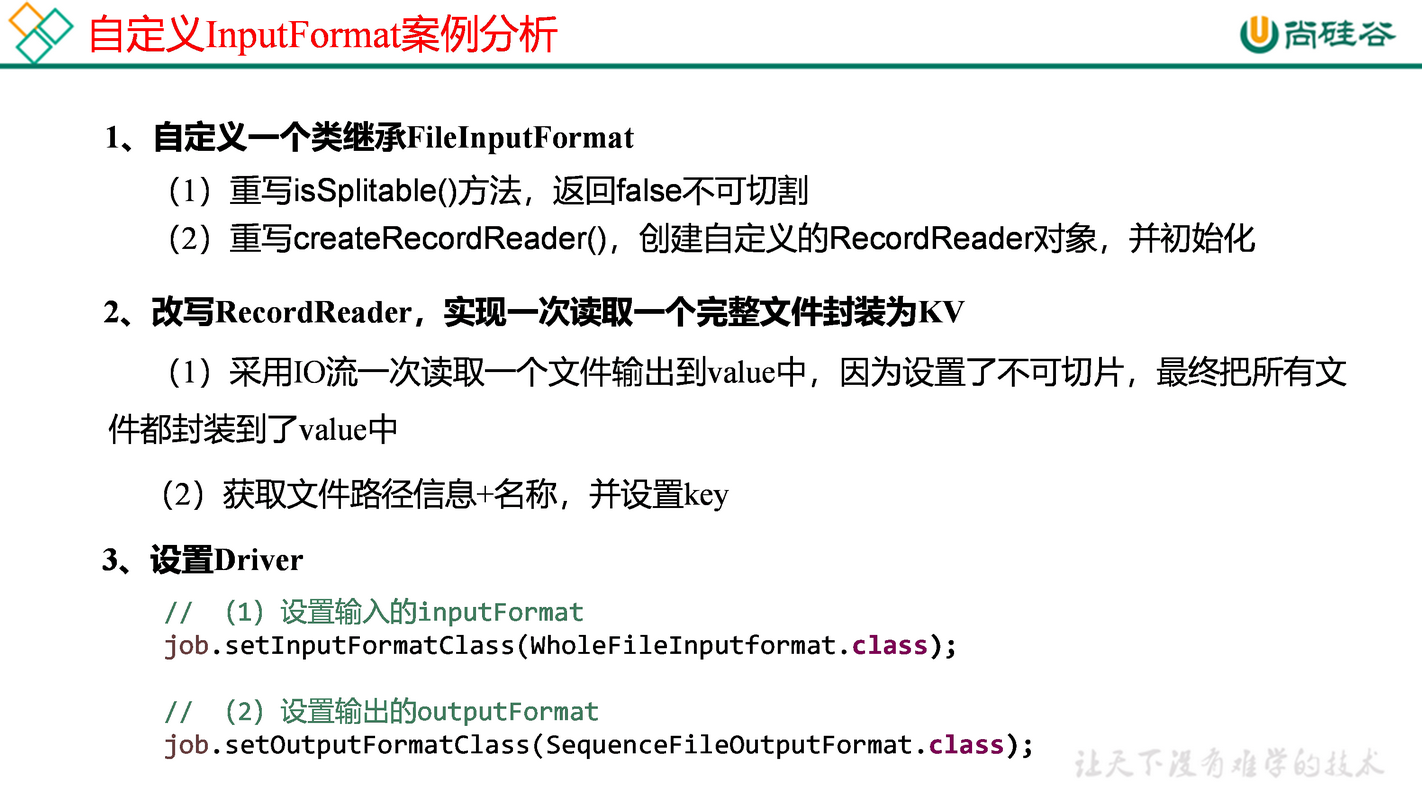 自定义InputFormat案例分析
尚硅谷
1、自定义一个类继承FileInputFormat
（1）重写isSplitable()方法，返回false不可切割
（2）重写createRecordReader()，创建自定义的RecordReader对象，并初始化
2、改写RecordReader，实现一次读取一个完整文件封装为KV
（1）采用IO流一次读取一个文件输出到value中，因为设置了不可切片，最终把所有文
件都封装到了value中
（2）获取文件路径信息+名称，并设置key
3、设置Driver
// （1）设置输入的inputFormat
job.setInputFormatClass(WholeFileInputformat.class);
// （2）设置输出的outputFormat
job.setOutputFormatClass(SequenceFileOutputFormat.class);
让天下没有难学的技术